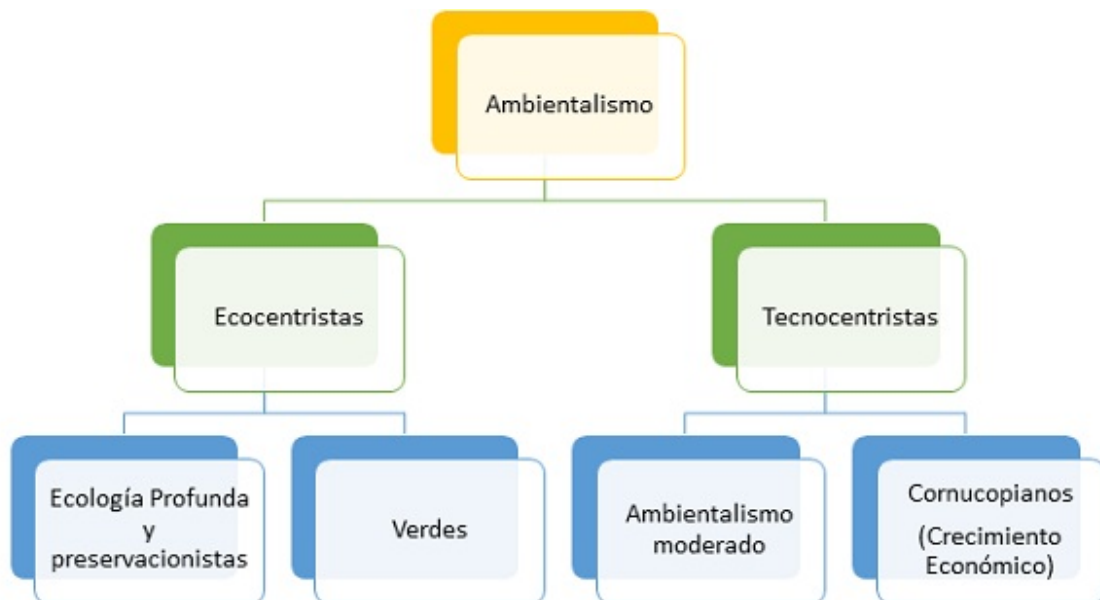 Ambientalismo
Ecocentristas
Tecnocentristas
Ecología Profunda
y
preservacionistas
Verdes
Ambientalismo
moderado
Cornucopianos
(Crecimiento
Económico)